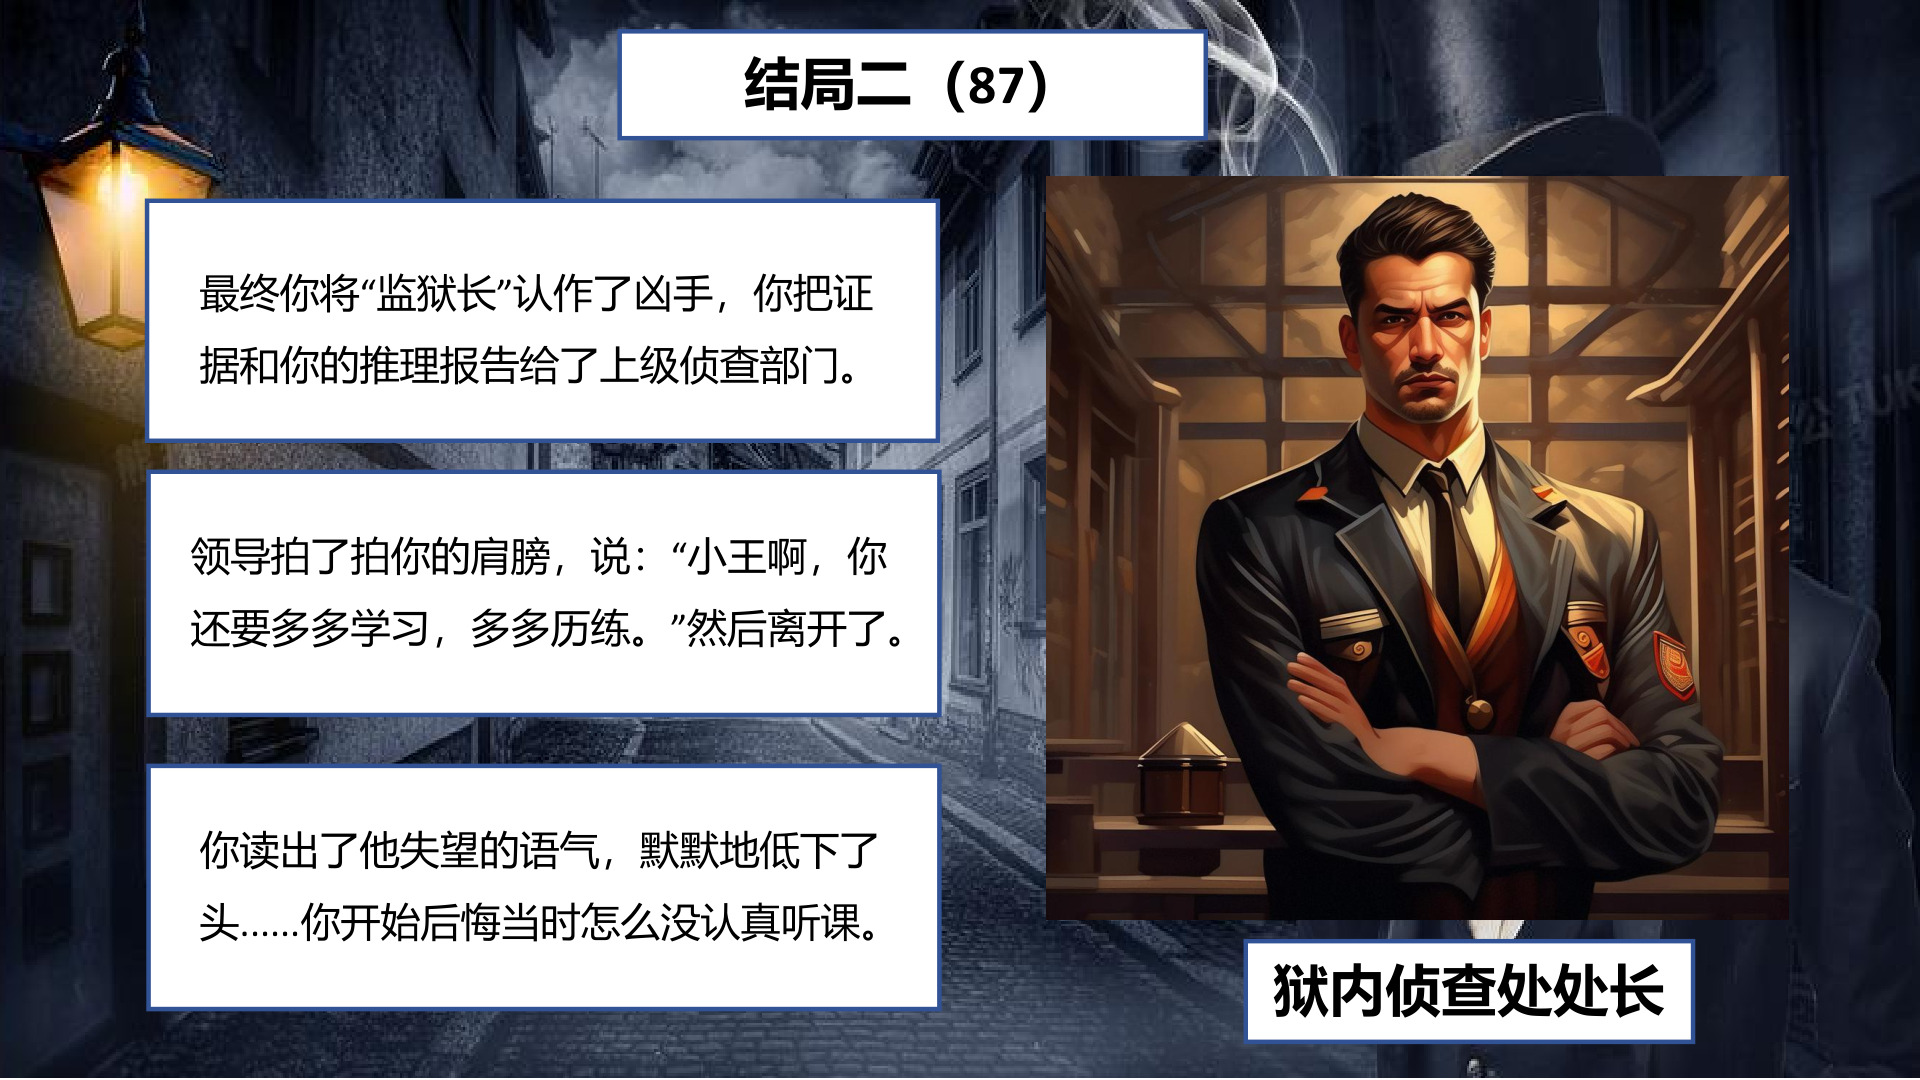 结局二（87）
最终你将“监狱长”认作了凶手，你把证
据和你的推理报告给了上级侦查部门。
领导拍了拍你的肩膀，说：“小王啊，你
还要多多学习，多多历练。”然后离开了。
你读出了他失望的语气，默默地低下了
头……你开始后悔当时怎么没认真听课。
狱内侦查处处长